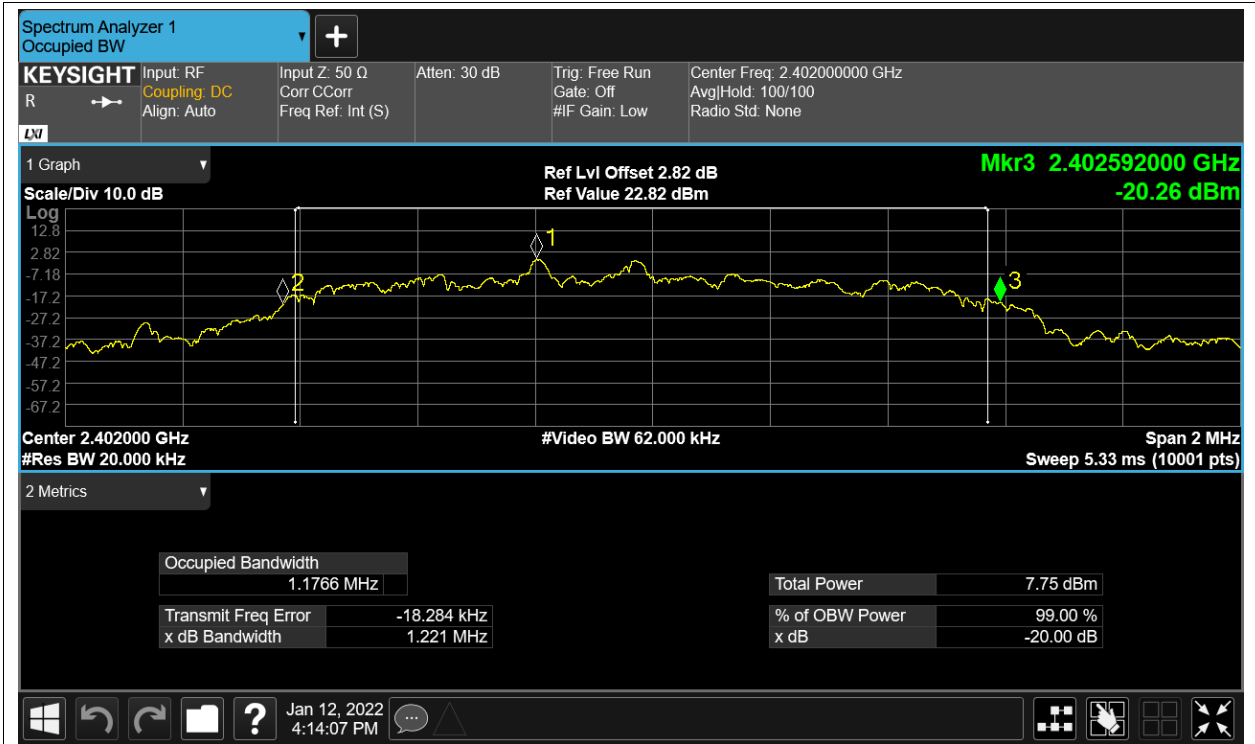 Spectrum Analyzer 1
Occupied BW
KEYSIGHT
R
LXI
Input: RF
Coupling: DC
Align: Auto
Input Z: 50 Ω
Corr CCorr
Freq Ref: Int (S)
Atten: 30 dB
Trig: Free Run
Gate: Off
#IF Gain: Low
Center Freq: 2.402000000 GHz
Avg|Hold: 100/100
Radio Std: None
1 Graph
Scale/Div 10.0 dB
Ref Lvl Offset 2.82 dB
Ref Value 22.82 dBm
Mkr3 2.402592000 GHz
-20.26 dBm
Log
12.8
2.82
-7.18
-17.2
-27.2
-37.2
-47.2
-57.2
-67.2
1
2
3
Center 2.402000 GHz
#Res BW 20.000 kHz
#Video BW 62.000 kHz
Span 2 MHz
Sweep 5.33 ms (10001 pts)
2 Metrics
Occupied Bandwidth
1.1766 MHz
Transmit Freq Error -18.284 kHz
x dB Bandwidth 1.221 MHz
Total Power 7.75 dBm
% of OBW Power 99.00 %
x dB -20.00 dB
?
Jan 12, 2022
4:14:07 PM